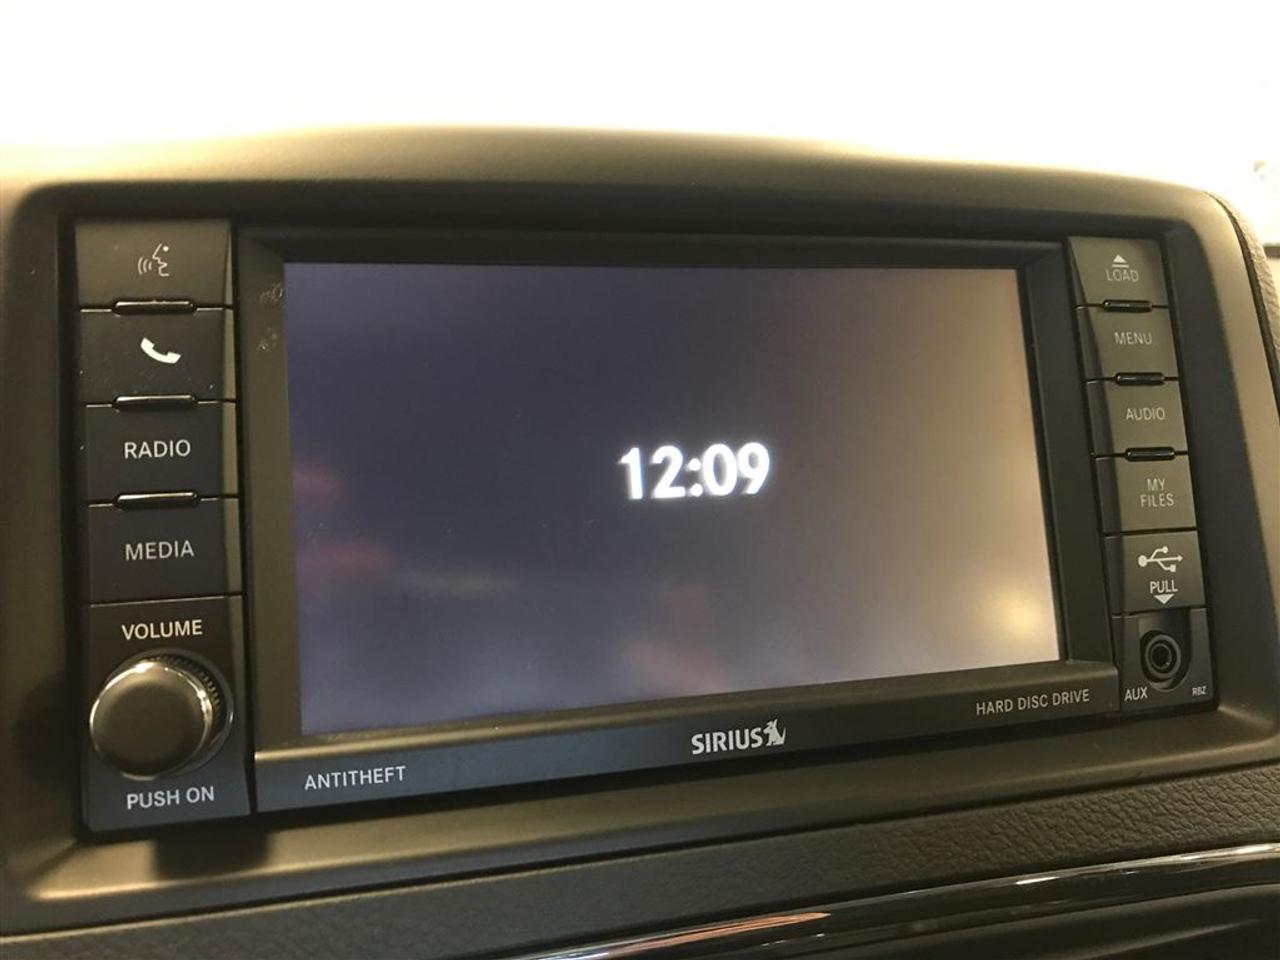 RADIO
MEDIA
VOLUME
PUSH ON
12:09
ANTITHEFT
SIRIUS
HARD DISC DRIVE
LOAD
MENU
AUDIO
MY
FILES
PULL
AUX
RBZ